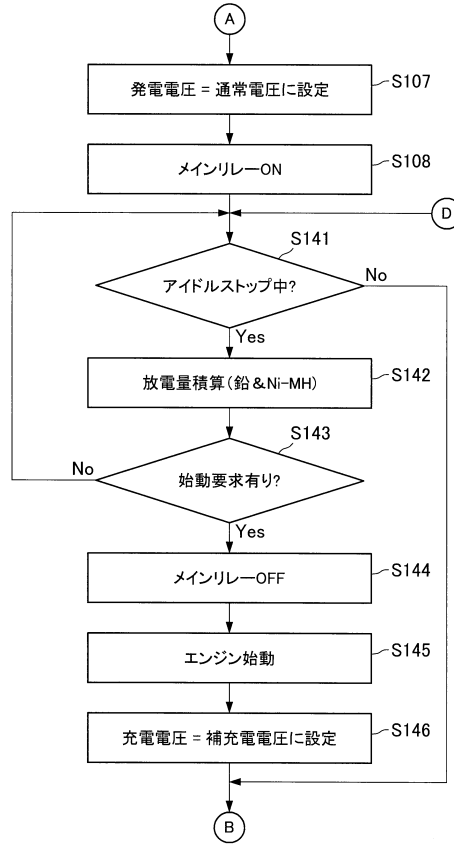 A
発電電圧 = 通常電圧に設定
S107
メインリレーON
S108
D
S141
アイドルストップ中?
No
Yes
放電量積算(鉛&Ni-MH)
S142
S143
始動要求有り?
No
Yes
メインリレーOFF
S144
エンジン始動
S145
充電電圧 = 補充電電圧に設定
S146
B